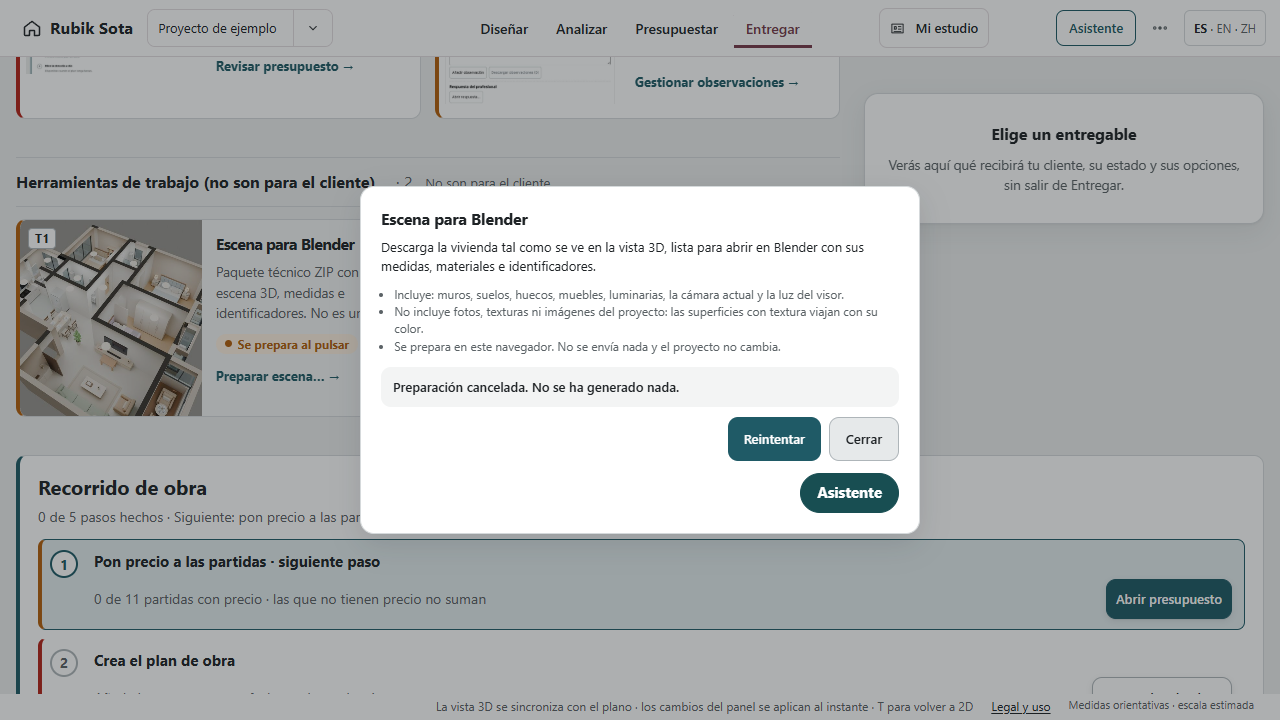 Rubik Sota
Proyecto de ejemplo
Diseñar
Analizar
Presupuestar
Entregar
Mi estudio
Asistente
ES · EN · ZH
Revisar presupuesto →
Gestionar observaciones →
Elige un entregable
Verás aquí qué recibirá tu cliente, su estado y sus opciones,
sin salir de Entregar.
Herramientas de trabajo (no son para el cliente)
· 2
No son para el cliente
T1
Escena para Blender
Paquete técnico ZIP con
escena 3D, medidas e
identificadores. No es
Se prepara al pulsar
Preparar escena... →
Escena para Blender
Descarga la vivienda tal como se ve en la vista 3D, lista para abrir en Blender con sus
medidas, materiales e identificadores.
Incluye: muros, suelos, huecos, muebles, luminarias, la cámara actual y la luz del visor.
No incluye fotos, texturas ni imágenes del proyecto: las superficies con textura viajan con su
color.
Se prepara en este navegador. No se envía nada y el proyecto no cambia.
Preparación cancelada. No se ha generado nada.
Reintentar
Cerrar
Asistente
Recorrido de obra
0 de 5 pasos hechos · Siguiente: pon precio a las
1
Pon precio a las partidas · siguiente paso
0 de 11 partidas con precio · las que no tienen precio no suman
Abrir presupuesto
2
Crea el plan de obra
La vista 3D se sincroniza con el plano · los cambios del panel se aplican al instante · T para volver a 2D
Legal y uso
Medidas orientativas · escala estimada